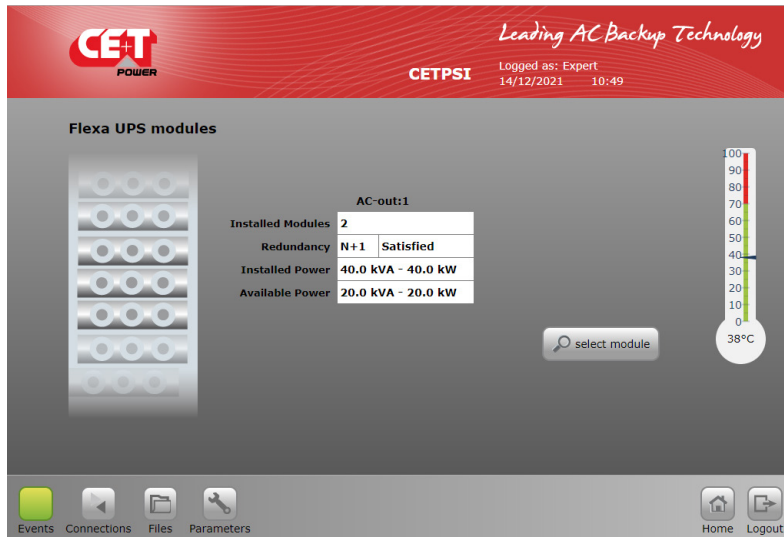 CE+T
POWER
Leading AC Backup Technology
CETPSI
Logged as: Expert
14/12/2021 10:49
Flexa UPS modules
AC-out:1
Installed Modules 2
Redundancy N+1 Satisfied
Installed Power 40.0 kVA - 40.0 kW
Available Power 20.0 kVA - 20.0 kW
select module
100
90
80
70
60
50
40
30
20
10
0
38°C
Events Connections Files Parameters Home Logout